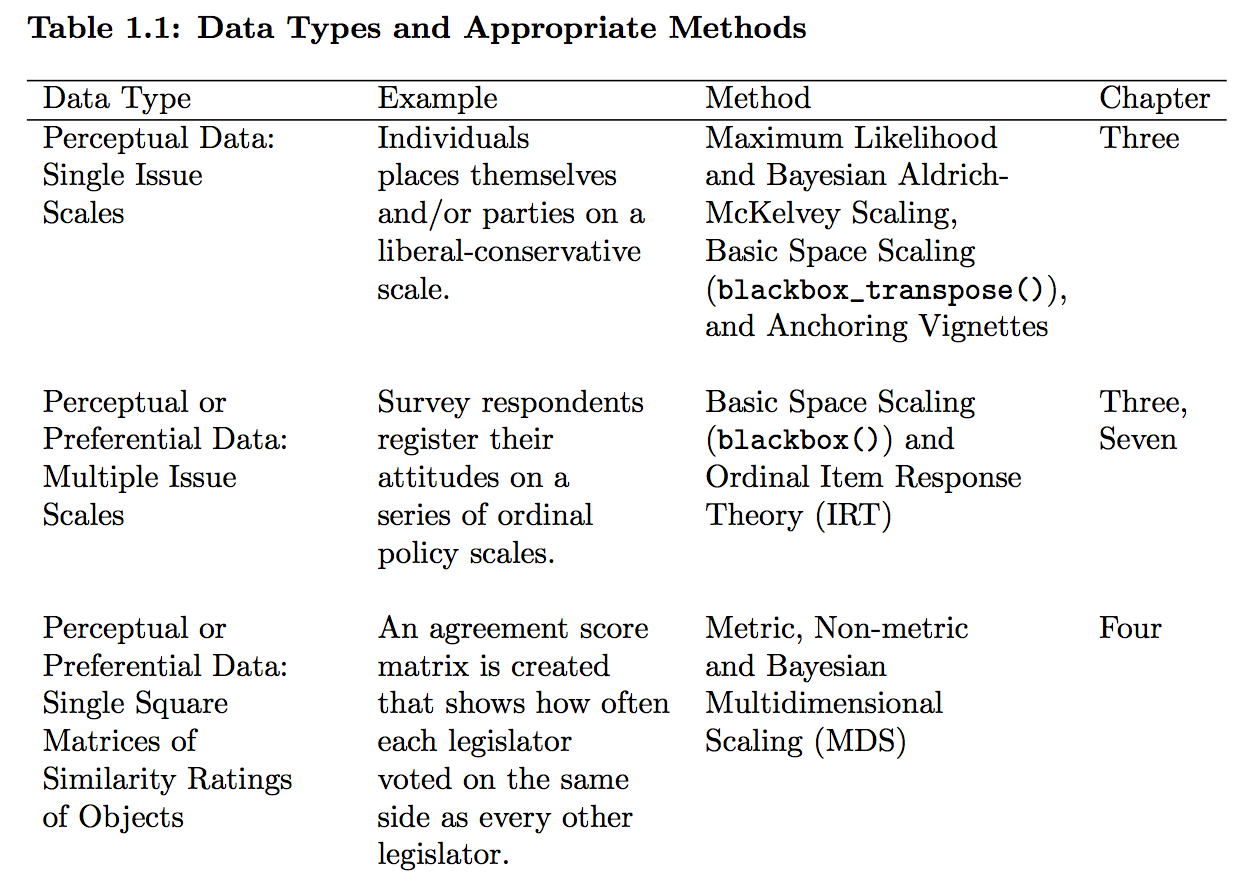 Table 1.1: Data Types and Appropriate Methods
Data Type Example Method Chapter
Perceptual Data: Individuals Maximum Likelihood Three
Single Issue places themselves and Bayesian Aldrich-
Scales and/or parties on a McKelvey Scaling,
liberal-conservative Basic Space Scaling
scale. (blackbox_transpose()),
and Anchoring Vignettes
Perceptual or Survey respondents Basic Space Scaling Three,
Preferential Data: register their (blackbox()) and Seven
Multiple Issue attitudes on a Ordinal Item Response
Scales series of ordinal Theory (IRT)
policy scales.
Perceptual or An agreement score Metric, Non-metric Four
Preferential Data: matrix is created and Bayesian
Single Square that shows how often Multidimensional
Matrices of each legislator Scaling (MDS)
Similarity Ratings voted on the same
of Objects side as every other
legislator.